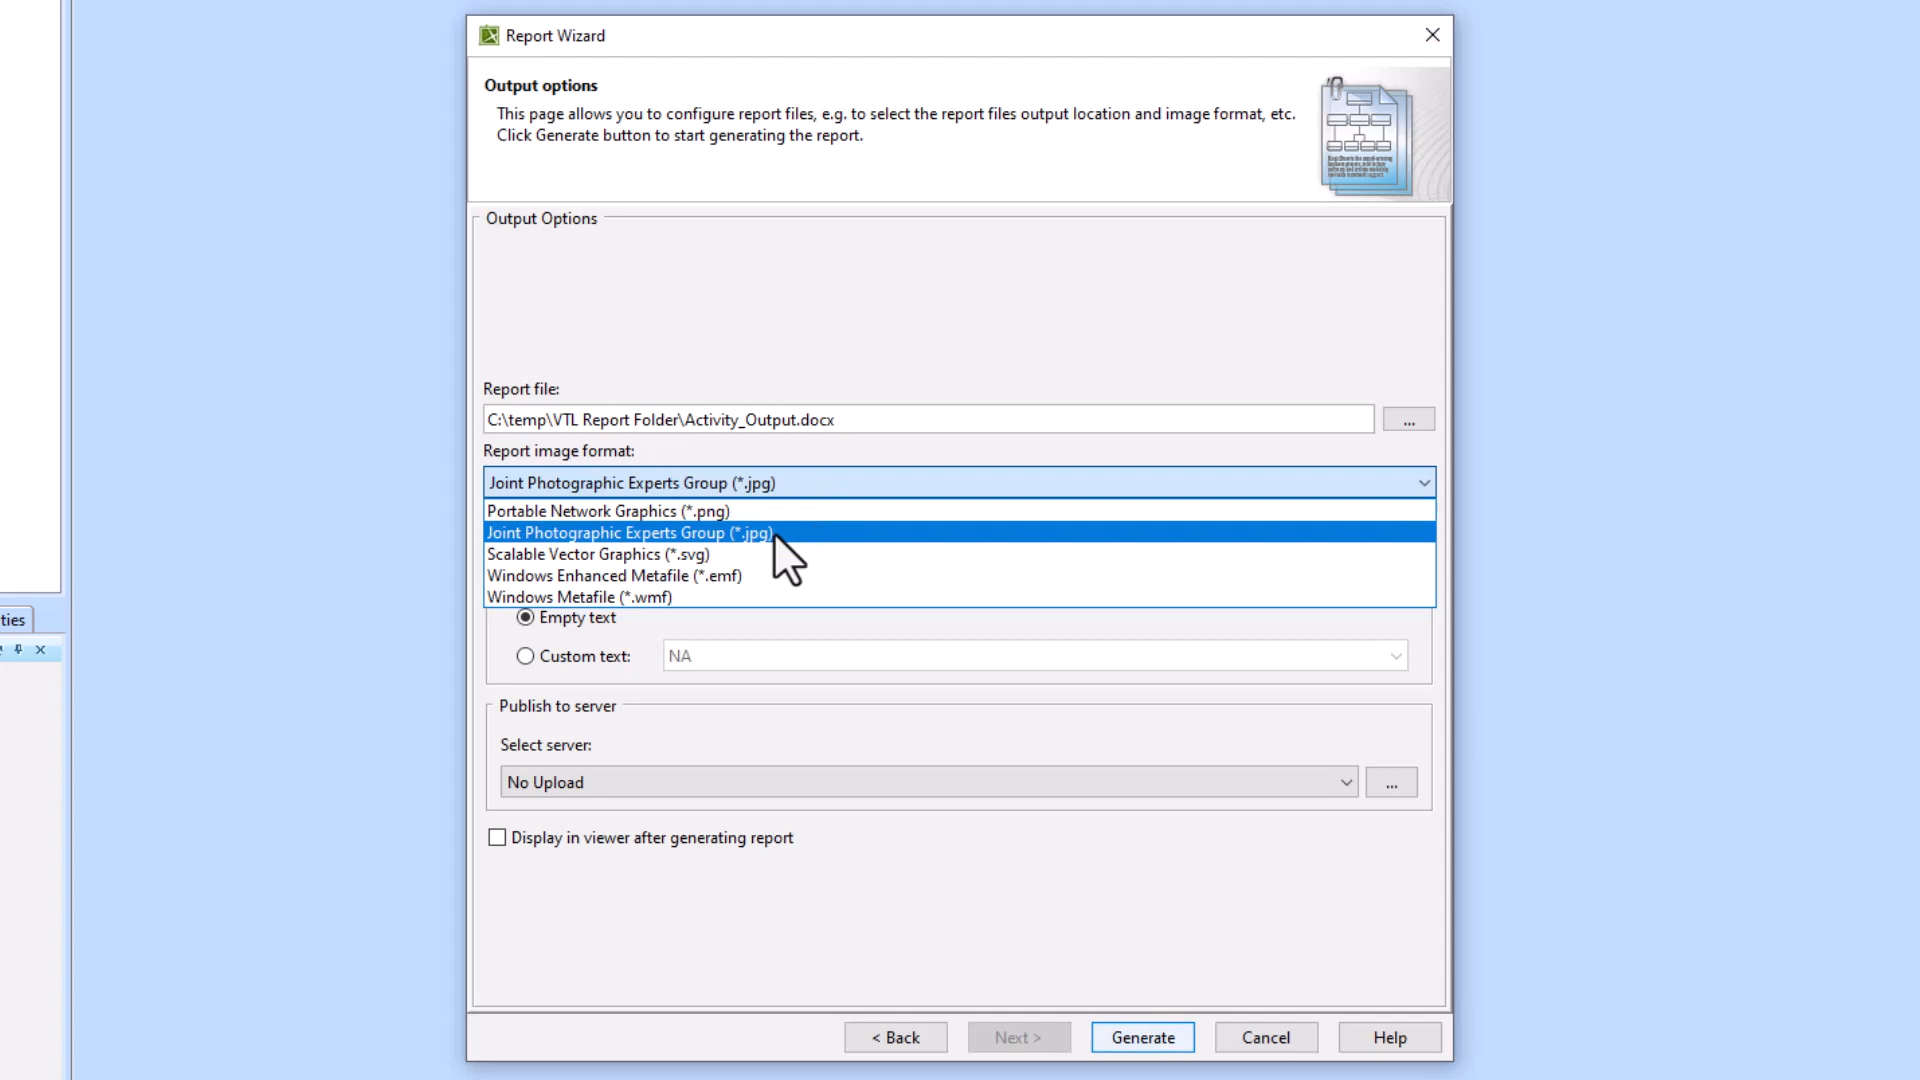 Report Wizard
Output options
This page allows you to configure report files, e.g. to select the report files output location and image format, etc.
Click Generate button to start generating the report.
Output Options
Report file:
C:\temp\VTL Report Folder\Activity_Output.docx
...
Report image format:
Joint Photographic Experts Group (*.jpg)
Portable Network Graphics (*.png)
Joint Photographic Experts Group (*.jpg)
Scalable Vector Graphics (*.svg)
Windows Enhanced Metafile (*.emf)
Windows Metafile (*.wmf)
Empty text
ties
Custom text:
NA
Publish to server
Select server:
No Upload
...
Display in viewer after generating report
< Back
Next >
Generate
Cancel
Help